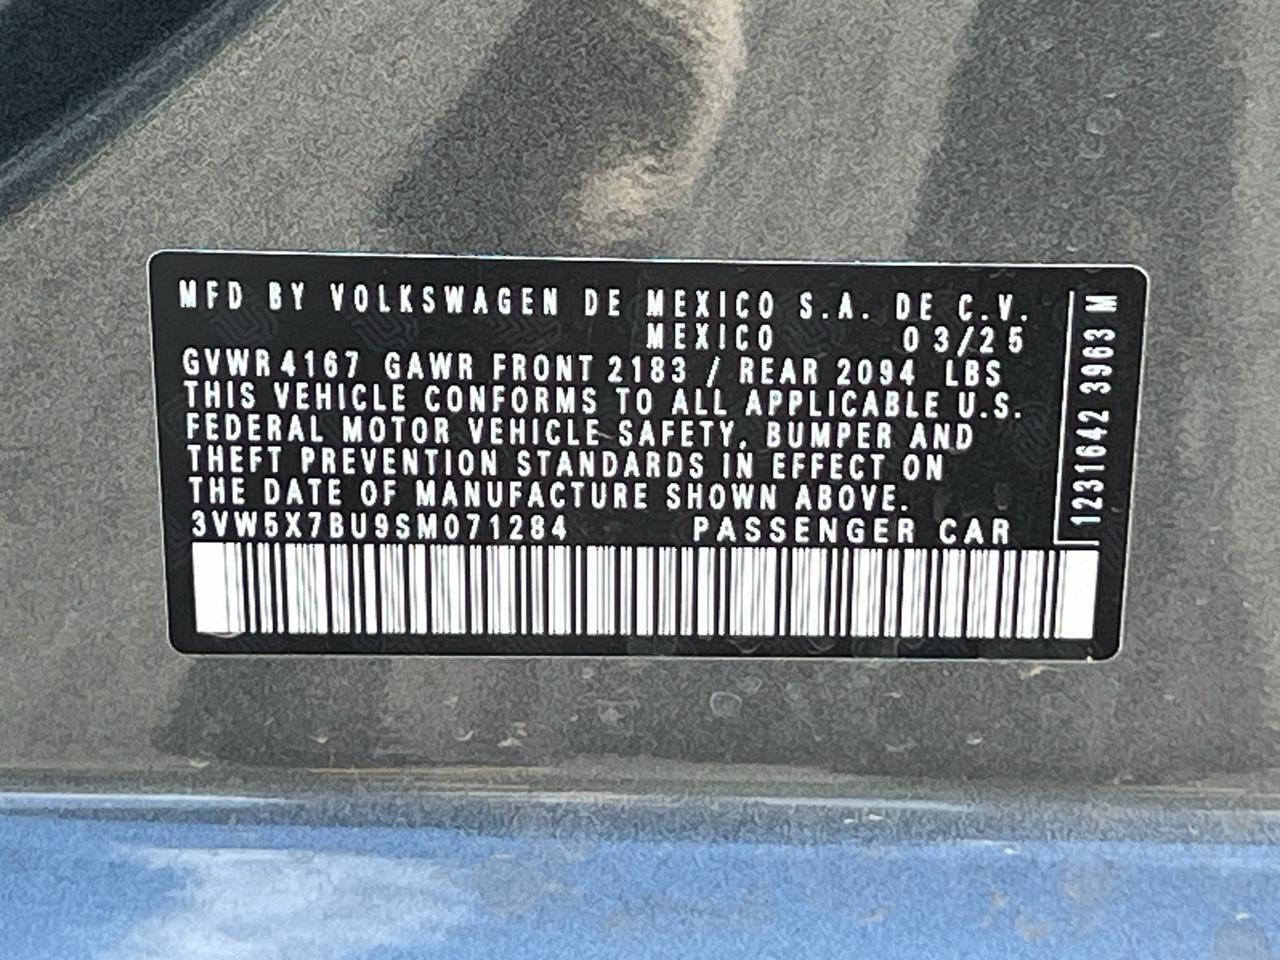 MFD BY VOLKSWAGEN DE MEXICO S.A. DE C.V.
MEXICO 03/25
GVWR 4167 GAWR FRONT 2183 / REAR 2094 LBS
THIS VEHICLE CONFORMS TO ALL APPLICABLE U.S.
FEDERAL MOTOR VEHICLE SAFETY, BUMPER AND
THEFT PREVENTION STANDARDS IN EFFECT ON
THE DATE OF MANUFACTURE SHOWN ABOVE.
3VW5X7BU9SM071284 PASSENGER CAR
1231642 3963 M